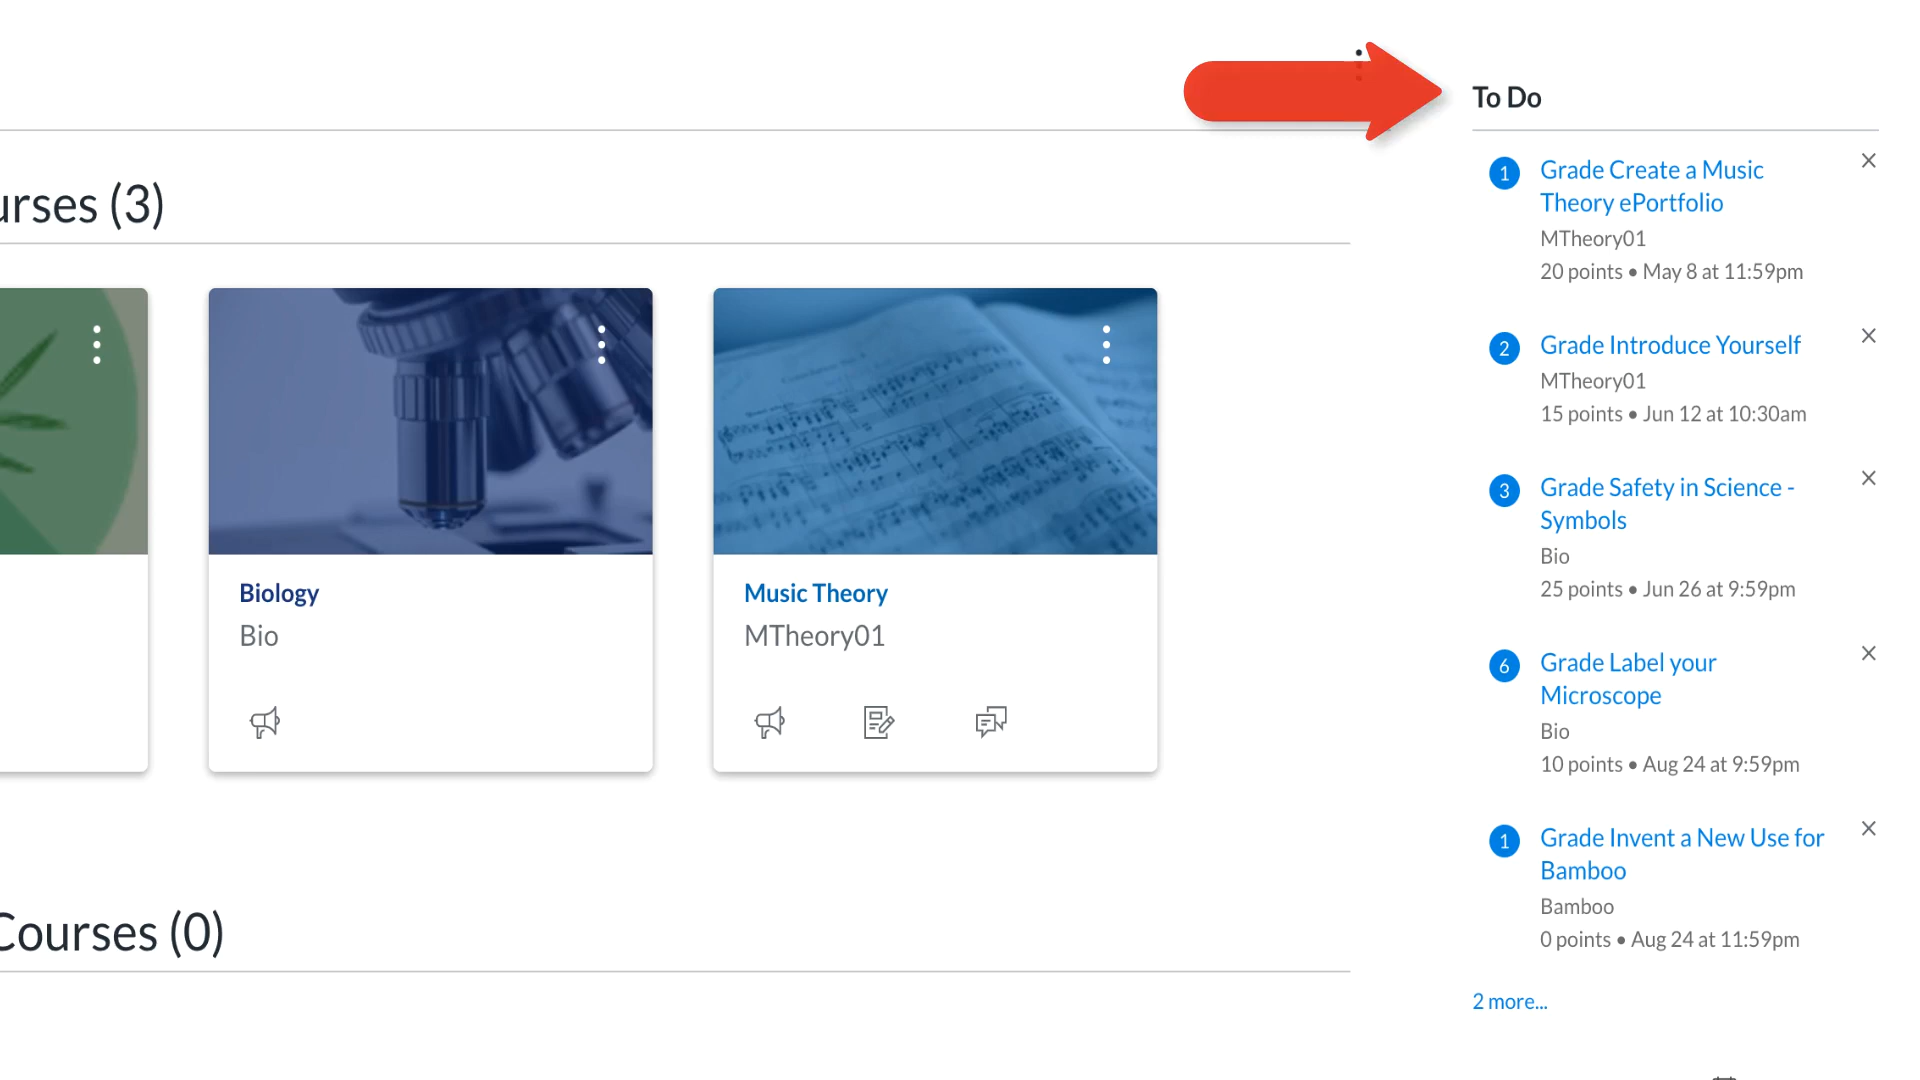 urses (3)
Biology
Bio
Music Theory
MTheory01
Courses (0)
To Do
1
Grade Create a Music
Theory ePortfolio
MTheory01
20 points • May 8 at 11:59pm
2
Grade Introduce Yourself
MTheory01
15 points • Jun 12 at 10:30am
3
Grade Safety in Science -
Symbols
Bio
25 points • Jun 26 at 9:59pm
6
Grade Label your
Microscope
Bio
10 points • Aug 24 at 9:59pm
1
Grade Invent a New Use for
Bamboo
Bamboo
0 points • Aug 24 at 11:59pm
2 more...